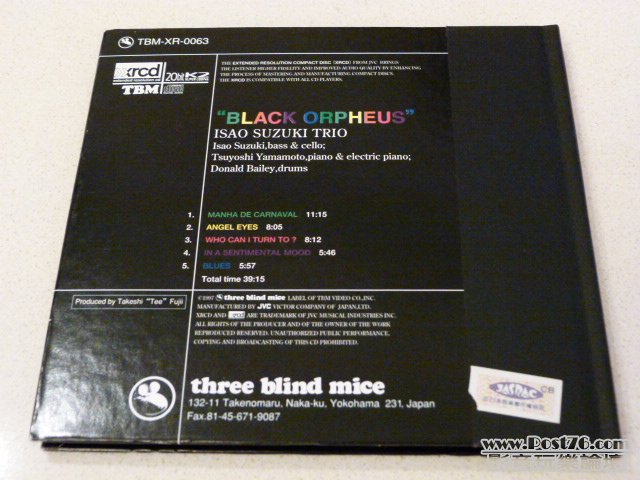 TBM-XR-0063
xrcd
20bit K2
TBM
THE EXTENDED RESOLUTION COMPACT DISC (XRCD) FROM JVC BRINGS
THE LISTENER HIGHER FIDELITY AND IMPROVED AUDIO QUALITY BY ENHANCING
THE PROCESS OF MASTERING AND MANUFACTURING COMPACT DISCS.
THE XRCD IS COMPATIBLE WITH ALL CD PLAYERS.
"BLACK ORPHEUS"
ISAO SUZUKI TRIO
Isao Suzuki,bass & cello;
Tsuyoshi Yamamoto,piano & electric piano;
Donald Bailey,drums
1. MANHA DE CARNAVAL 11:15
2. ANGEL EYES 8:05
3. WHO CAN I TURN TO ? 8:12
4. IN A SENTIMENTAL MOOD 5:46
5. BLUES 5:57
Total time 39:15
Produced by Takeshi "Tee" Fujii
©1997 three blind mice LABEL OF TBM VIDEO CO.,INC.
MANUFACTURED BY JVC VICTOR COMPANY OF JAPAN,LTD.
XRCD AND xrcd ARE TRADEMARK OF JVC MUSICAL INDUSTRIES INC.
ALL RIGHTS OF THE PRODUCER AND OF THE OWNER OF THE WORK
REPRODUCED RESERVED. UNAUTHORIZED PUBLIC PERFORMANCE.
COPYING AND BROADCASTING OF THIS CD PROHIBITED.
three blind mice
132-11 Takenomaru, Naka-ku, Yokohama 231, Japan
Fax.81-45-671-9087
JASRAC
CB
www.Post76.com